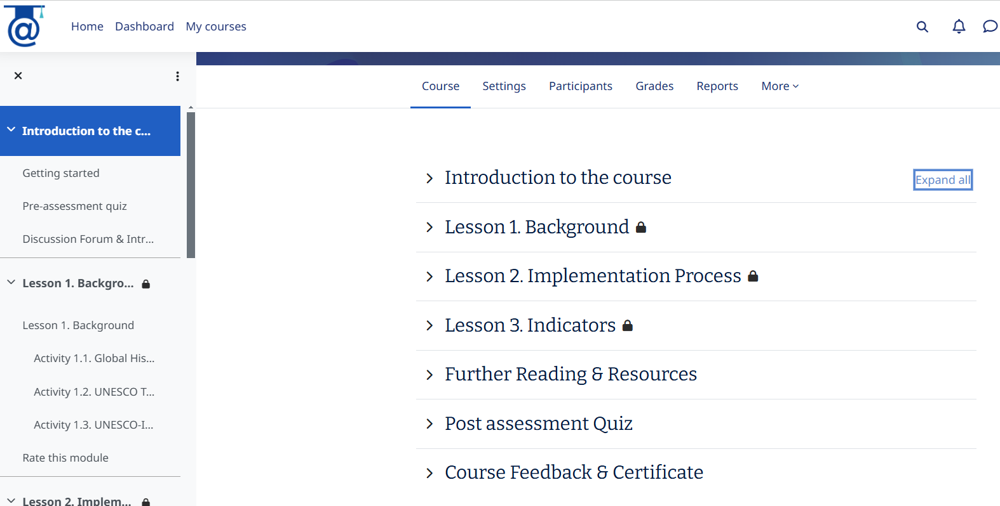 @
Home Dashboard My courses
Course Settings Participants Grades Reports More
Introduction to the c...
Getting started
Pre-assessment quiz
Discussion Forum & Intr...
Lesson 1. Backgro...
Lesson 1. Background
Activity 1.1. Global His...
Activity 1.2. UNESCO T...
Activity 1.3. UNESCO-I...
Rate this module
Lesson 2. Implem...
Introduction to the course
Expand all
Lesson 1. Background
Lesson 2. Implementation Process
Lesson 3. Indicators
Further Reading & Resources
Post assessment Quiz
Course Feedback & Certificate